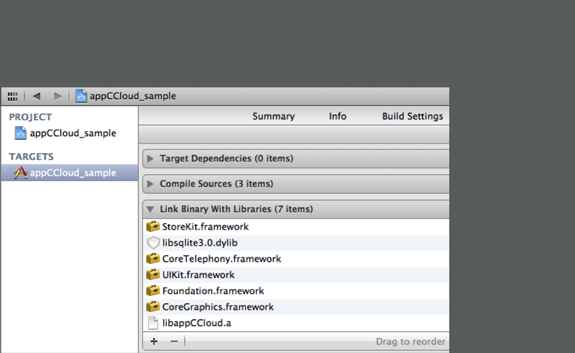 appCCloud_sample
PROJECT
appCCloud_sample
TARGETS
appCCloud_sample
Summary Info Build Settings
Target Dependencies (0 items)
Compile Sources (3 items)
Link Binary With Libraries (7 items)
StoreKit.framework
libsqlite3.0.dylib
CoreTelephony.framework
UIKit.framework
Foundation.framework
CoreGraphics.framework
libappCCloud.a
+ − Drag to reorder